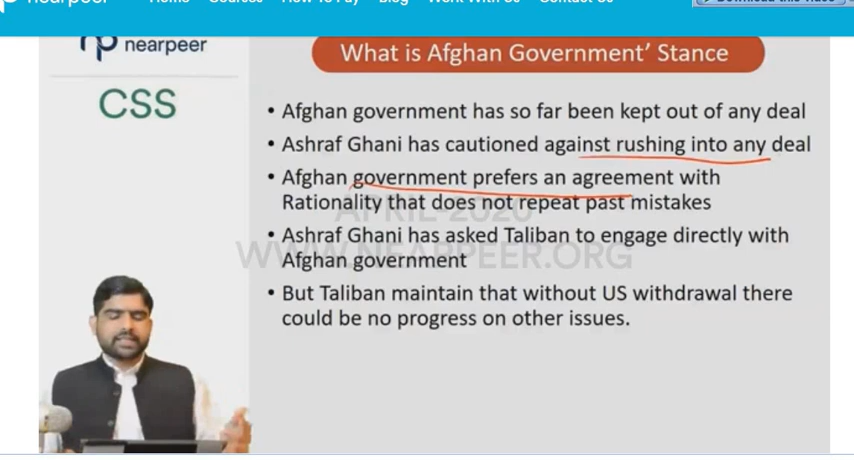 nearpeer
Home Courses How To Pay Blog Work With Us Contact Us
Download this video
nearpeer
CSS
What is Afghan Government’ Stance
• Afghan government has so far been kept out of any deal
• Ashraf Ghani has cautioned against rushing into any deal
• Afghan government prefers an agreement with
Rationality that does not repeat past mistakes
• Ashraf Ghani has asked Taliban to engage directly with
Afghan government
• But Taliban maintain that without US withdrawal there
could be no progress on other issues.
APRIL-2020
WWW.NEARPEER.ORG